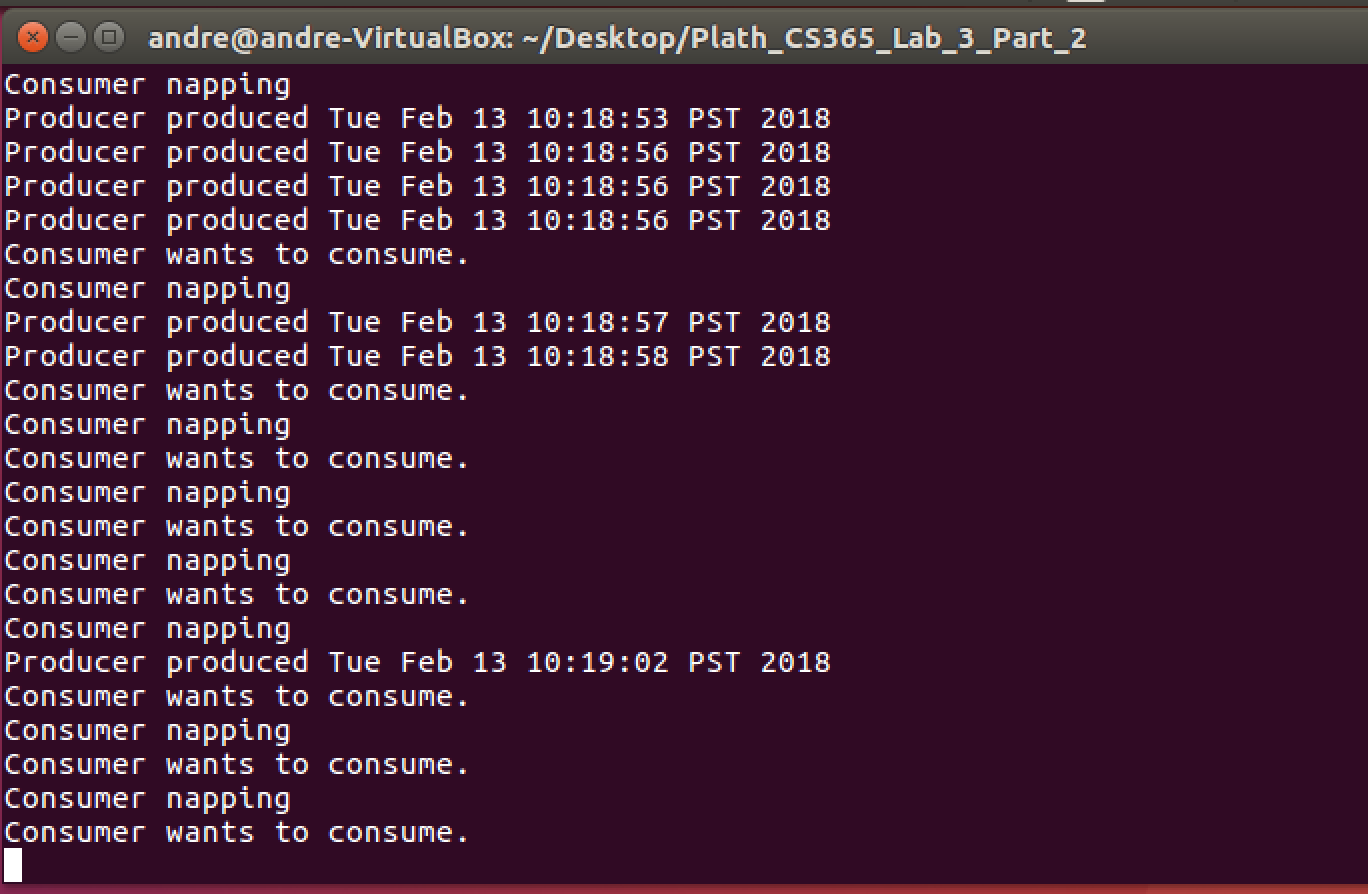 andre@andre-VirtualBox: ~/Desktop/Plath_CS365_Lab_3_Part_2
Consumer napping
Producer produced Tue Feb 13 10:18:53 PST 2018
Producer produced Tue Feb 13 10:18:56 PST 2018
Producer produced Tue Feb 13 10:18:56 PST 2018
Producer produced Tue Feb 13 10:18:56 PST 2018
Consumer wants to consume.
Consumer napping
Producer produced Tue Feb 13 10:18:57 PST 2018
Producer produced Tue Feb 13 10:18:58 PST 2018
Consumer wants to consume.
Consumer napping
Consumer wants to consume.
Consumer napping
Consumer wants to consume.
Consumer napping
Consumer wants to consume.
Consumer napping
Producer produced Tue Feb 13 10:19:02 PST 2018
Consumer wants to consume.
Consumer napping
Consumer wants to consume.
Consumer napping
Consumer wants to consume.